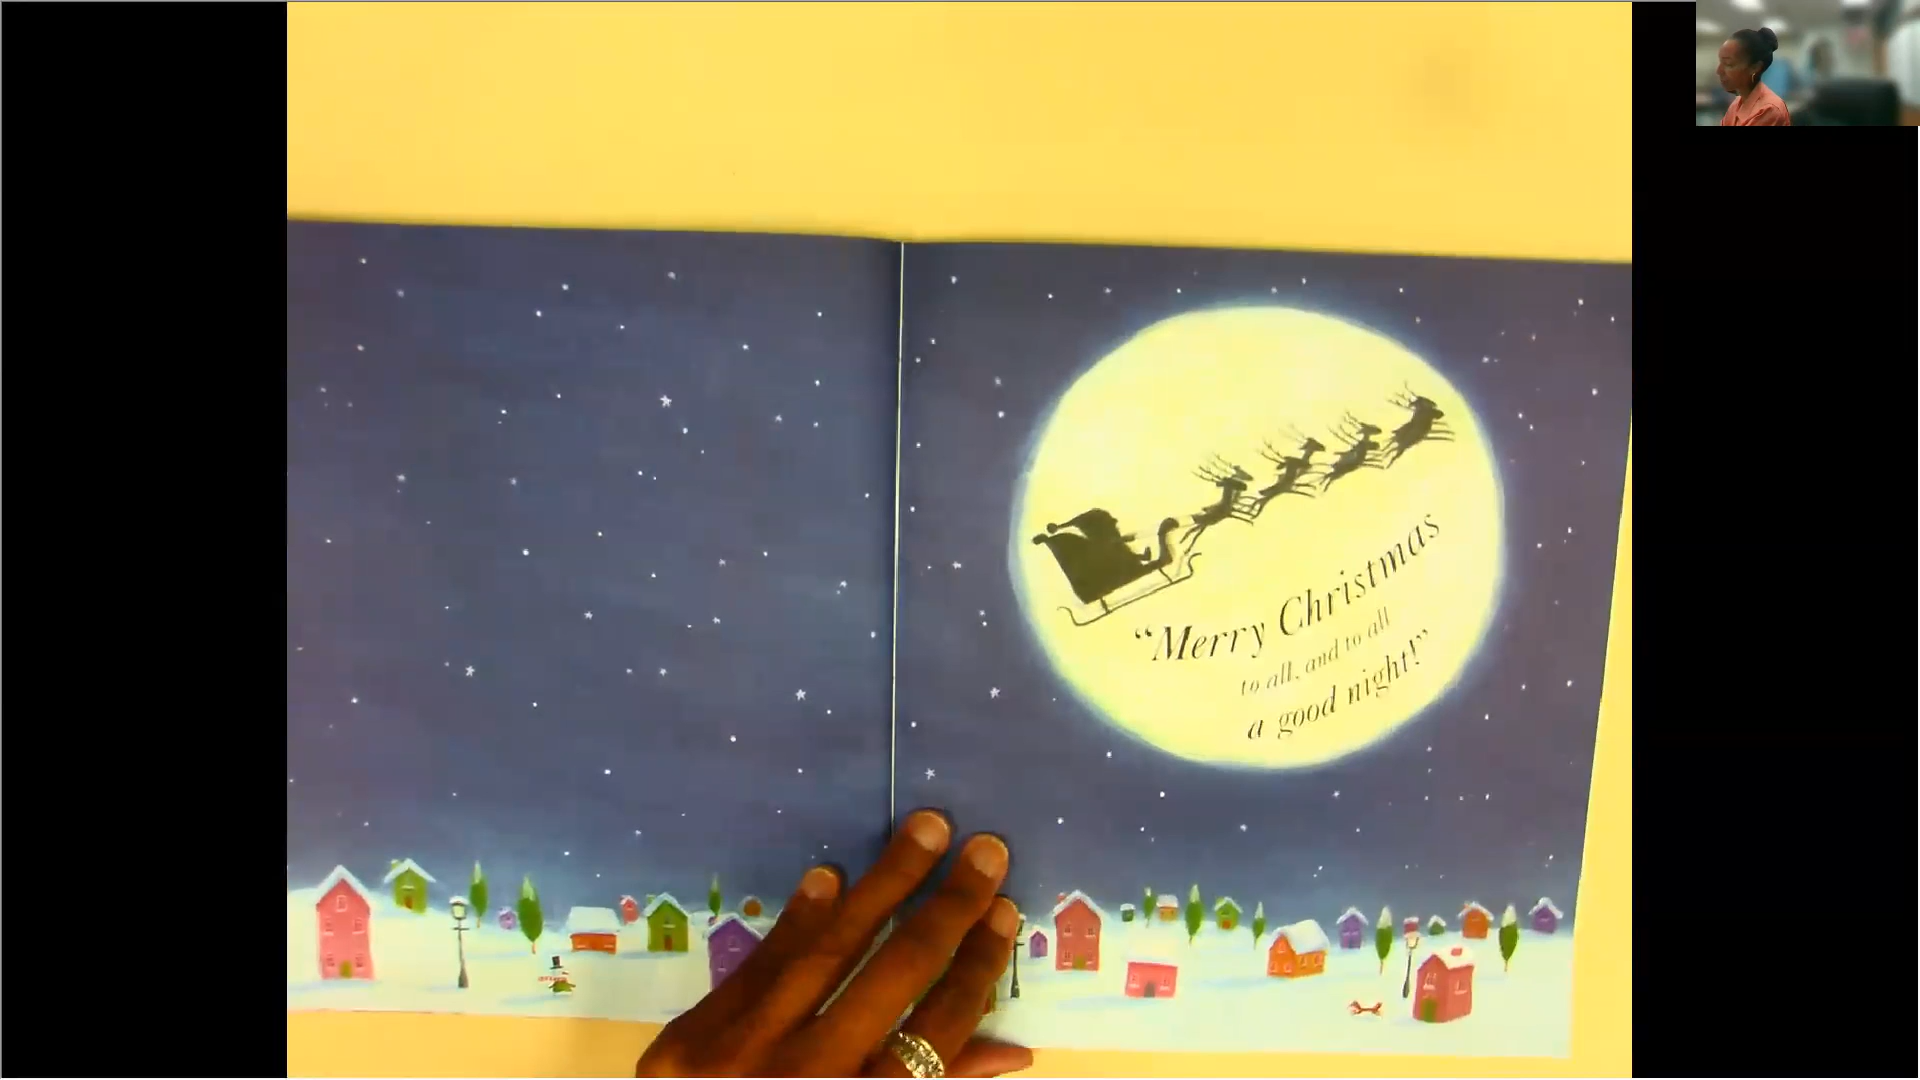 “Merry Christmas
to all, and to all
a good night!”